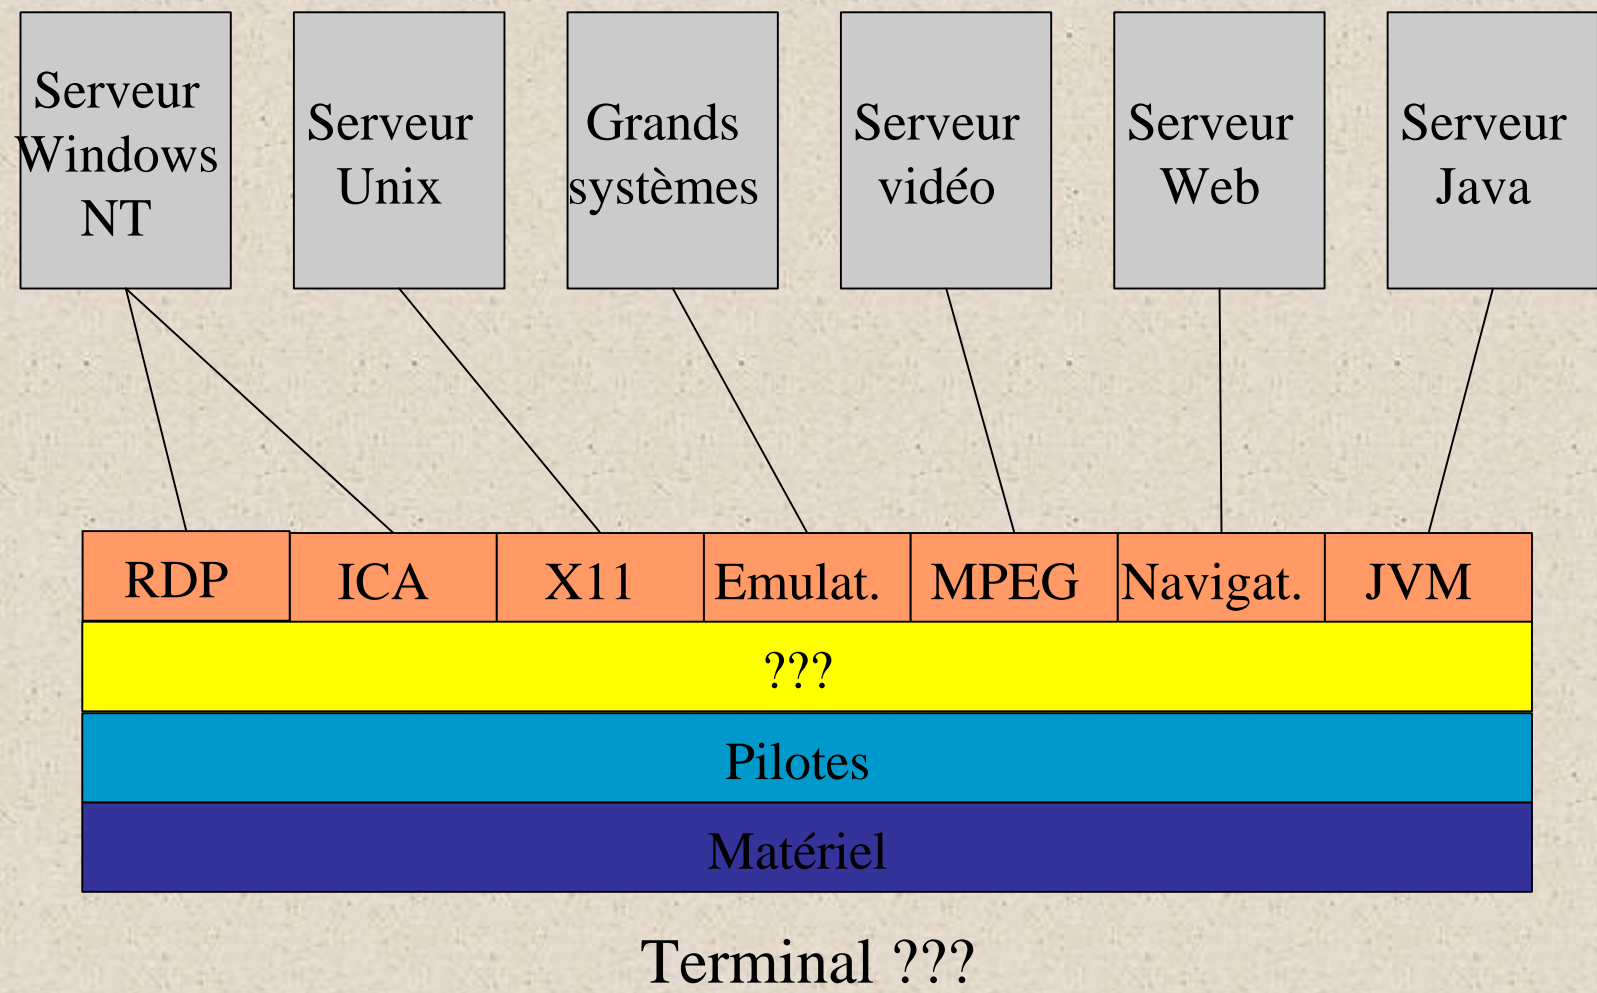 Serveur
Windows
NT
Serveur
Unix
Grands
systèmes
Serveur
vidéo
Serveur
Web
Serveur
Java
RDP
ICA
X11
Emulat.
MPEG
Navigat.
JVM
???
Pilotes
Matériel
Terminal ???